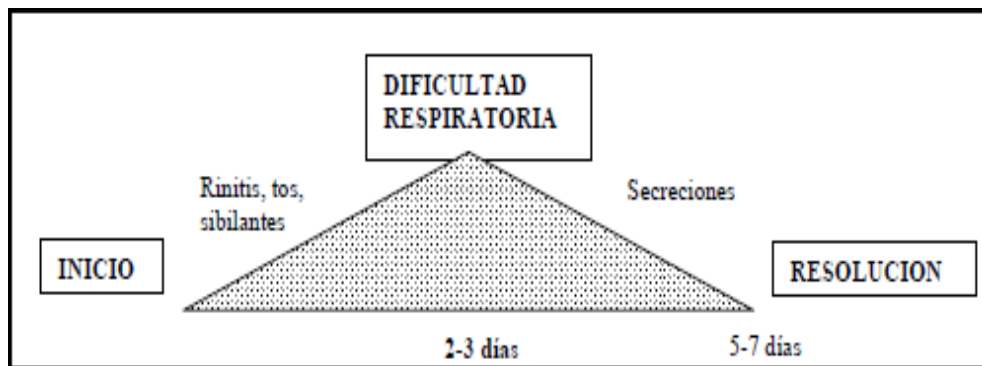 DIFICULTAD
RESPIRATORIA
Rinitis, tos,
sibilantes
Secreciones
INICIO
RESOLUCION
2-3 días
5-7 días